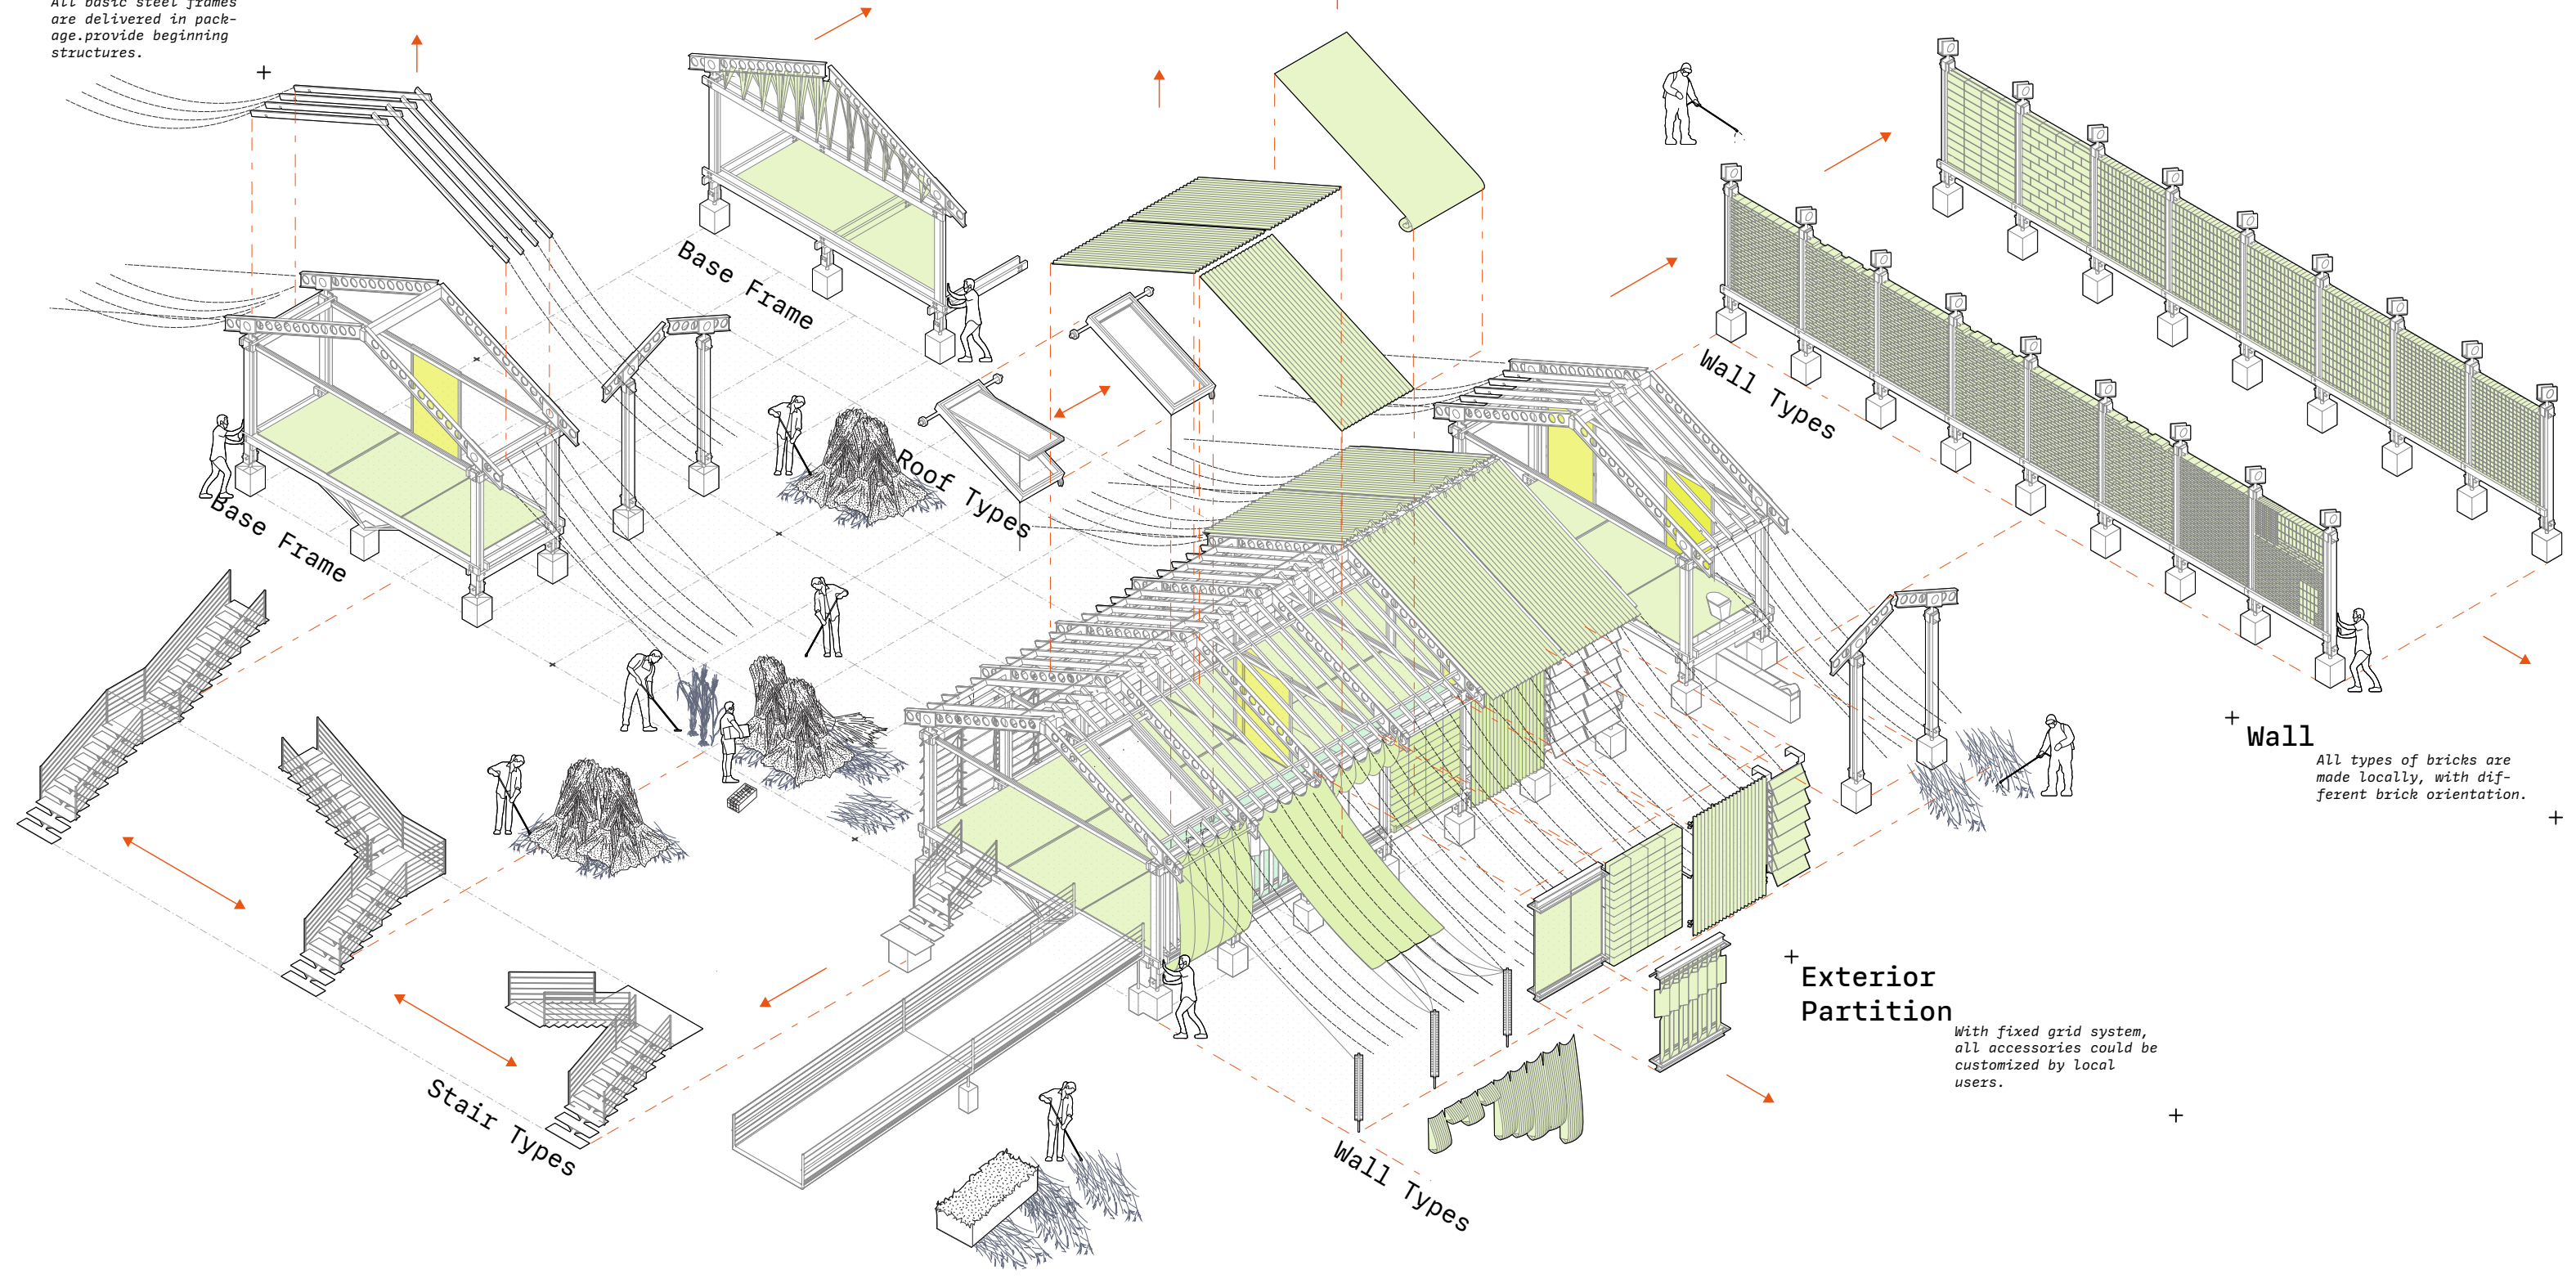 All basic steel frames
are delivered in pack-
age.provide beginning
structures.
Base Frame
Base Frame
Roof Types
Wall Types
Wall
All types of bricks are
made locally, with dif-
ferent brick orientation.
Exterior
Partition
With fixed grid system,
all accessories could be
customized by local
users.
Stair Types
Wall Types